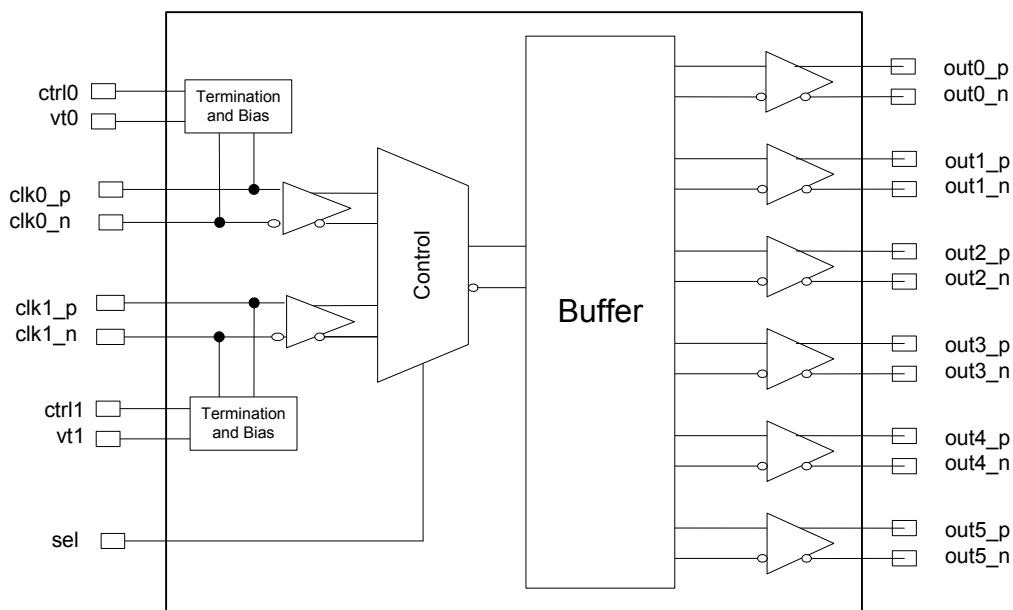 ctrl0
vt0
Termination
and Bias
clk0_p
clk0_n
clk1_p
clk1_n
ctrl1
vt1
Termination
and Bias
sel
Control
Buffer
out0_p
out0_n
out1_p
out1_n
out2_p
out2_n
out3_p
out3_n
out4_p
out4_n
out5_p
out5_n